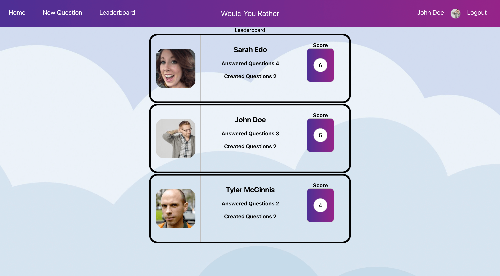 Home New Question Leaderboard Would You Rather John Doe Logout
Leaderboard
Sarah Edo
Score
Answered Questions 4
6
Created Questions 2
John Doe
Score
Answered Questions 3
5
Created Questions 2
Tyler McGinnis
Score
Answered Questions 2
4
Created Questions 2